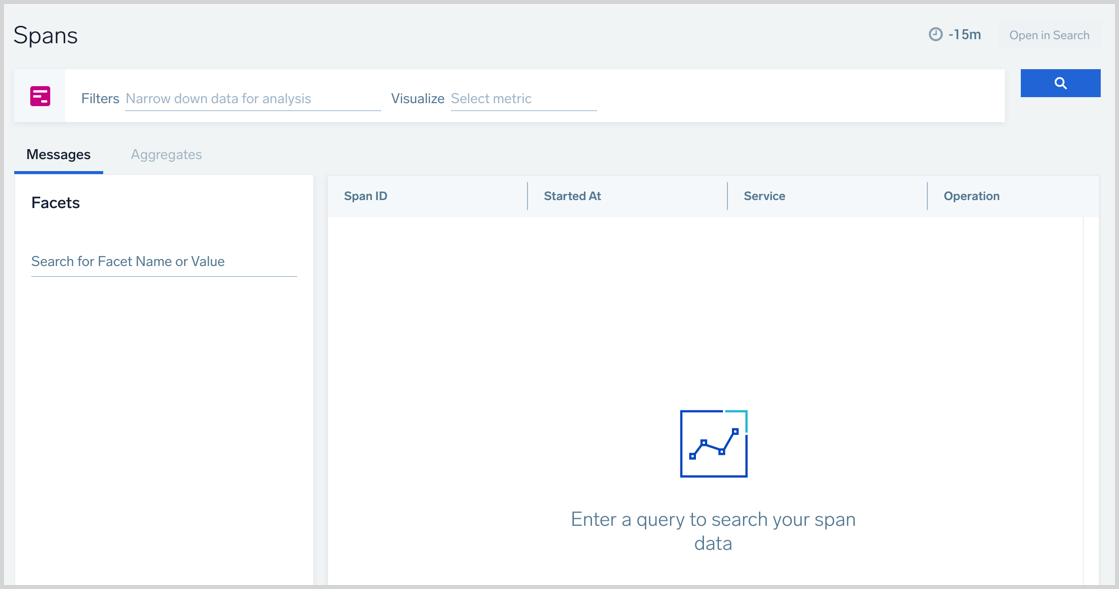 Spans
-15m
Open in Search
Filters Narrow down data for analysis Visualize Select metric
Messages Aggregates
Facets
Search for Facet Name or Value
Span ID Started At Service Operation
Enter a query to search your span
data